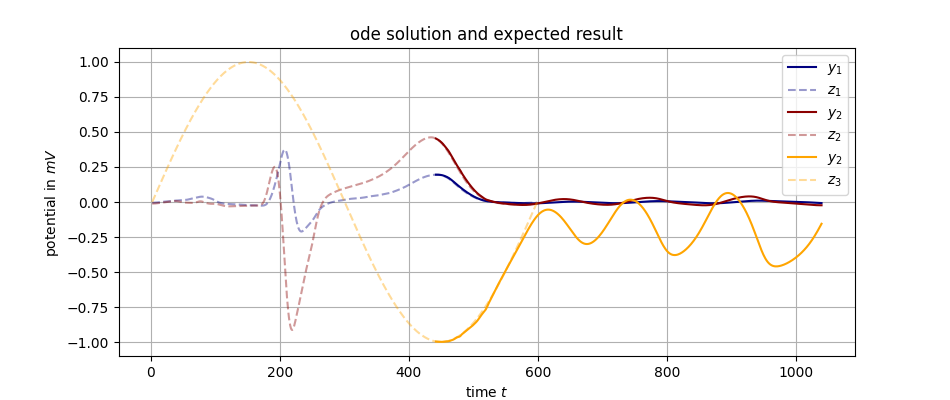 ode solution and expected result
1.00
0.75
0.50
0.25
0.00
−0.25
−0.50
−0.75
−1.00
potential in mV
0 200 400 600 800 1000
time t
y₁
z₁
y₂
z₂
y₂
z₃